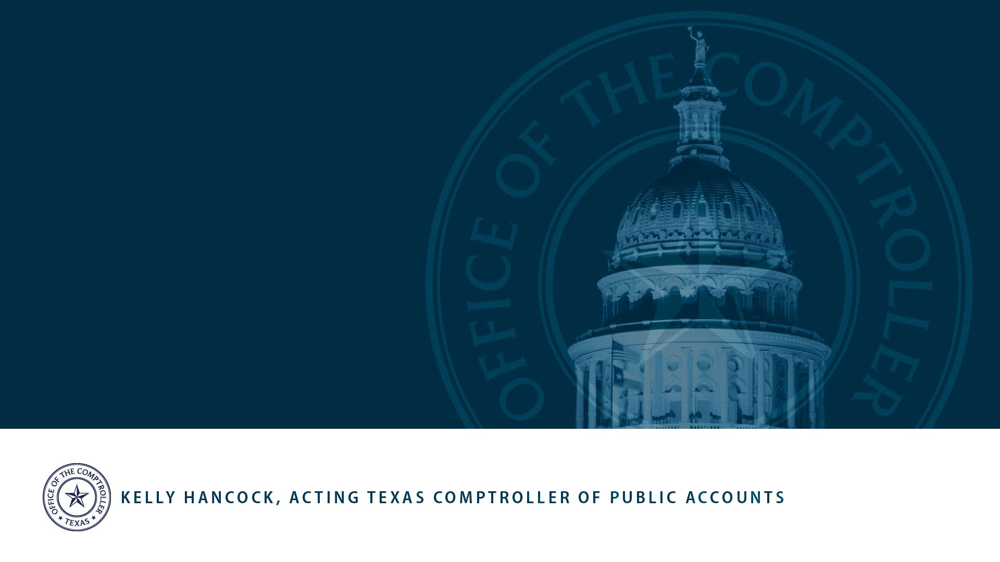 OFFICE OF THE COMPTROLLER
OFFICE OF THE COMPTROLLER
TEXAS
KELLY HANCOCK, ACTING TEXAS COMPTROLLER OF PUBLIC ACCOUNTS